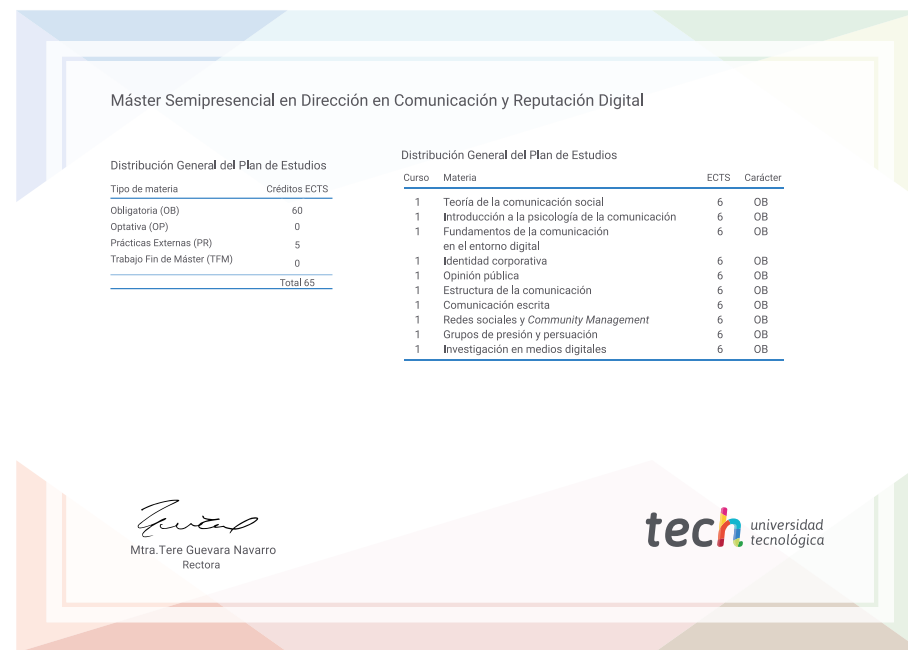 Máster Semipresencial en Dirección en Comunicación y Reputación Digital
Distribución General del Plan de Estudios
Tipo de materia Créditos ECTS
Obligatoria (OB) 60
Optativa (OP) 0
Prácticas Externas (PR) 5
Trabajo Fin de Máster (TFM) 0
Total 65
Distribución General del Plan de Estudios
Curso Materia ECTS Carácter
1 Teoría de la comunicación social 6 OB
1 Introducción a la psicología de la comunicación 6 OB
1 Fundamentos de la comunicación 6 OB
en el entorno digital
1 Identidad corporativa 6 OB
1 Opinión pública 6 OB
1 Estructura de la comunicación 6 OB
1 Comunicación escrita 6 OB
1 Redes sociales y Community Management 6 OB
1 Grupos de presión y persuación 6 OB
1 Investigación en medios digitales 6 OB
Mtra.Tere Guevara Navarro
Rectora
tech universidad
tecnológica